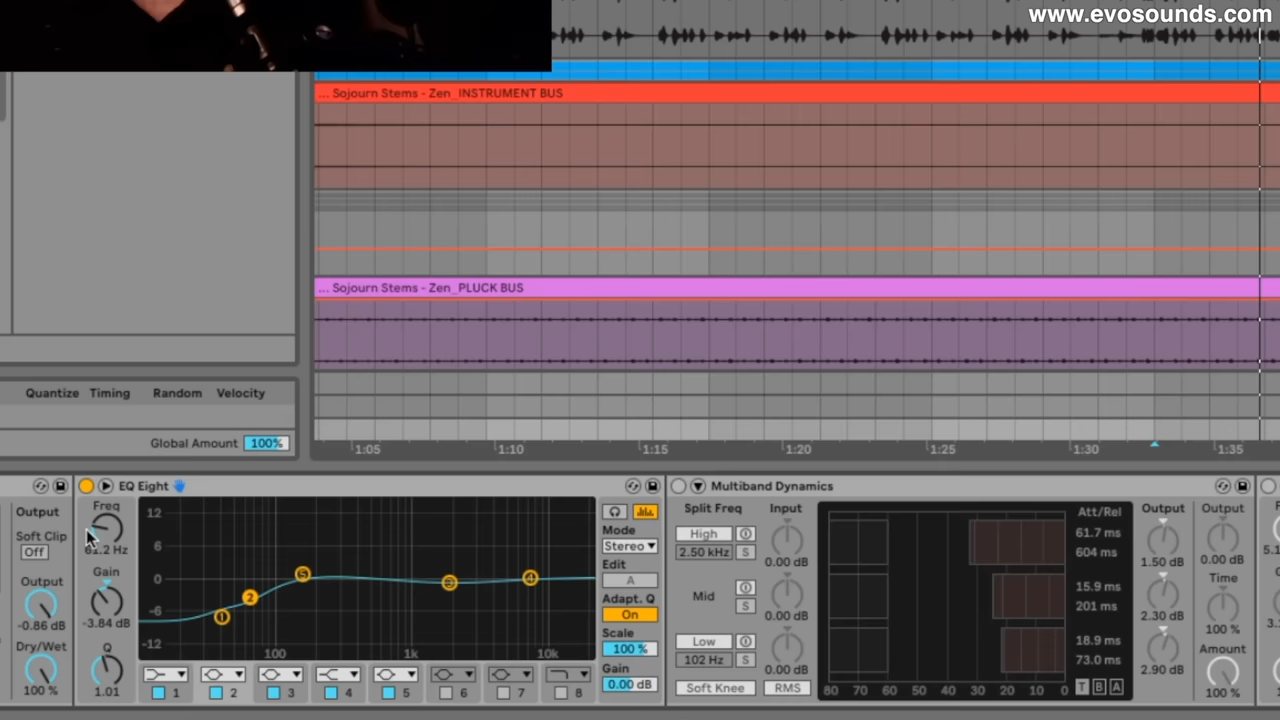 www.evosounds.com
... Sojourn Stems - Zen_INSTRUMENT BUS
... Sojourn Stems - Zen_PLUCK BUS
Quantize Timing Random Velocity
Global Amount 100%
1:05 1:10 1:15 1:20 1:25 1:30 1:35
Output
Soft Clip
Off
Output
-0.86 dB
Dry/Wet
100 %
EQ Eight
Freq
61.2 Hz
Gain
-3.84 dB
Q
1.01
12
6
0
-6
-12
100 1k 10k
1 2 5 3 4
1 2 3 4 5 6 7 8
Mode
Stereo
Edit
A
Adapt. Q
On
Scale
100 %
Gain
0.00 dB
Multiband Dynamics
Split Freq Input
High
2.50 kHz S 0.00 dB
Mid
S 0.00 dB
Low
102 Hz S 0.00 dB
Soft Knee RMS
80 70 60 50 40 30 20 10 0
Att/Rel
61.7 ms
604 ms
15.9 ms
201 ms
18.9 ms
73.0 ms
T B A
Output
1.50 dB
2.30 dB
2.90 dB
Output
0.00 dB
Time
100 %
Amount
100 %